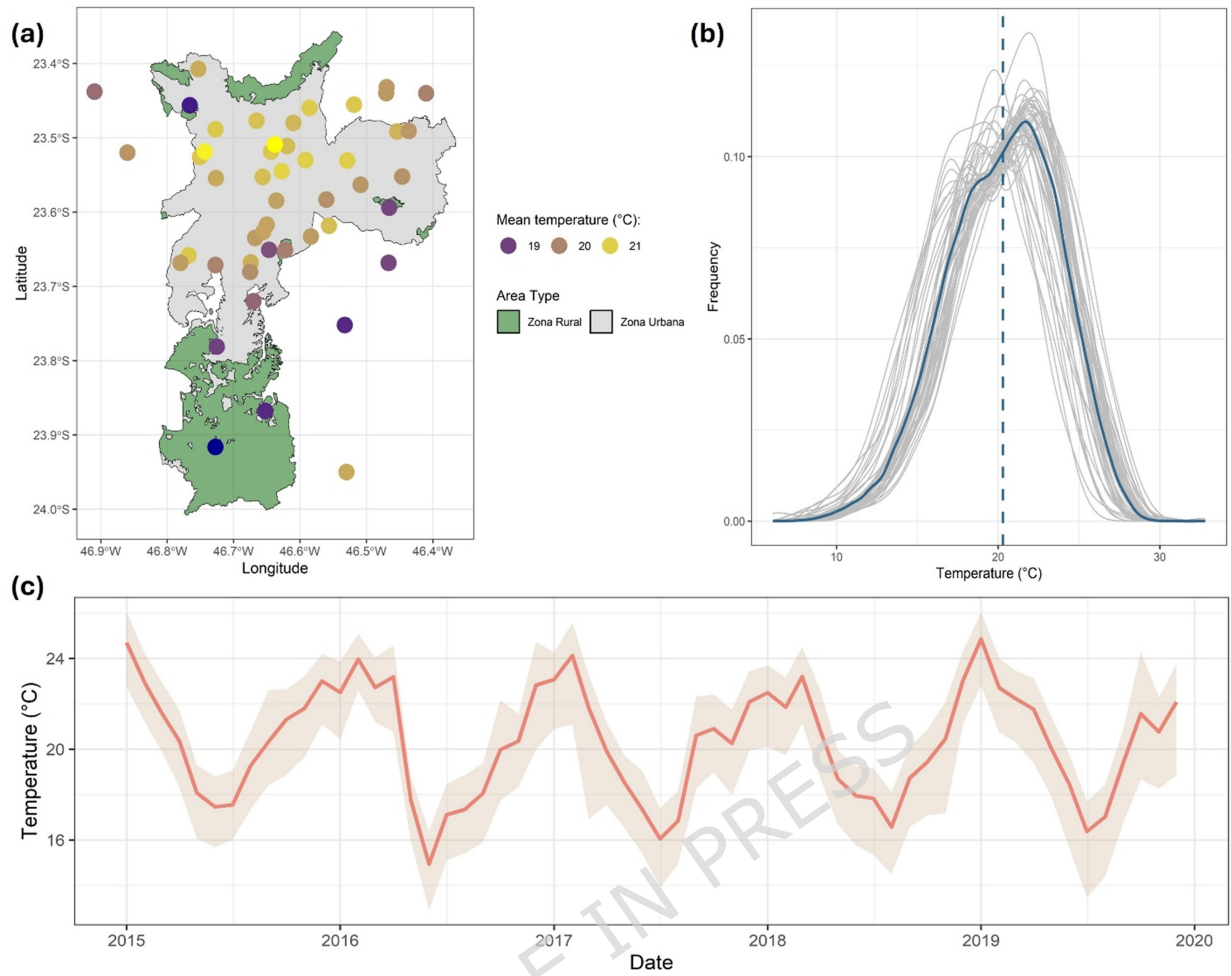 (a)
23.4°S
23.5°S
23.6°S
23.7°S
23.8°S
23.9°S
24.0°S
Latitude
46.9°W 46.8°W 46.7°W 46.6°W 46.5°W 46.4°W
Longitude
Mean temperature (°C):
19 20 21
Area Type
Zona Rural Zona Urbana
(b)
0.10
0.05
0.00
Frequency
10 20 30
Temperature (°C)
(c)
24
20
16
Temperature (°C)
2015 2016 2017 2018 2019 2020
Date
E IN PRESS